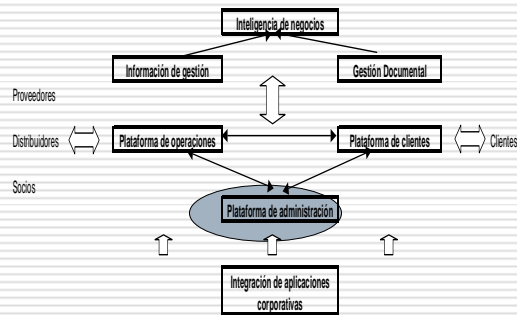 Inteligencia de negocios
Información de gestión
Gestión Documental
Proveedores
Distribuidores
Plataforma de operaciones
Plataforma de clientes
Clientes
Socios
Plataforma de administración
Integración de aplicaciones
corporativas